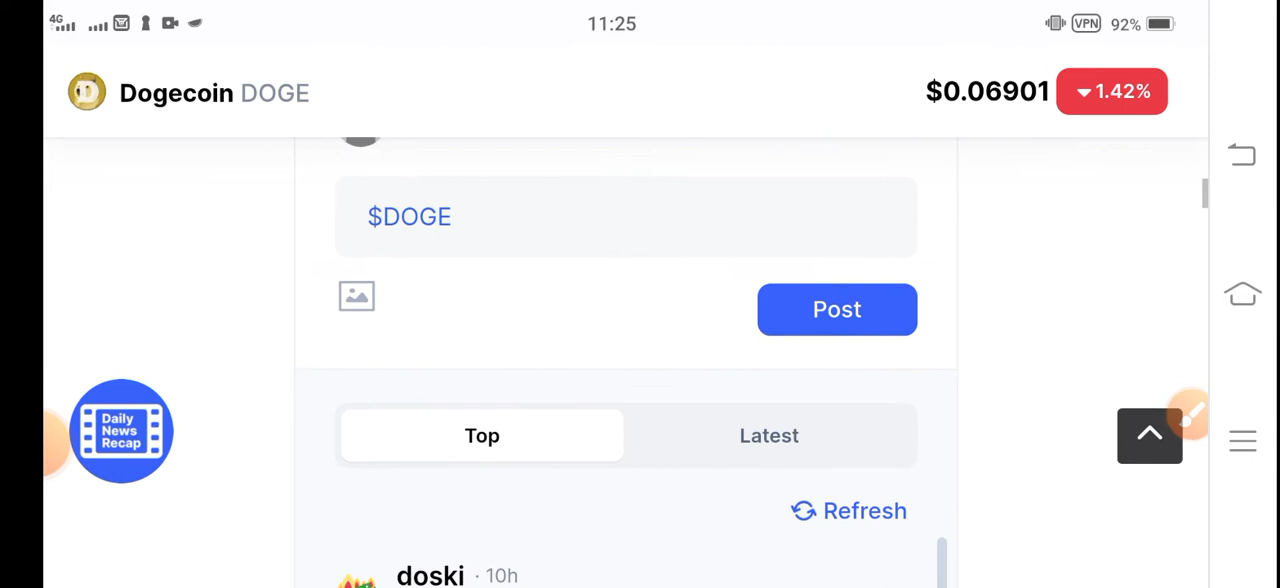 4G 11:25 VPN 92%
Dogecoin DOGE $0.06901 1.42%
$DOGE
Post
Daily
News
Recap
Top Latest
Refresh
doski · 10h